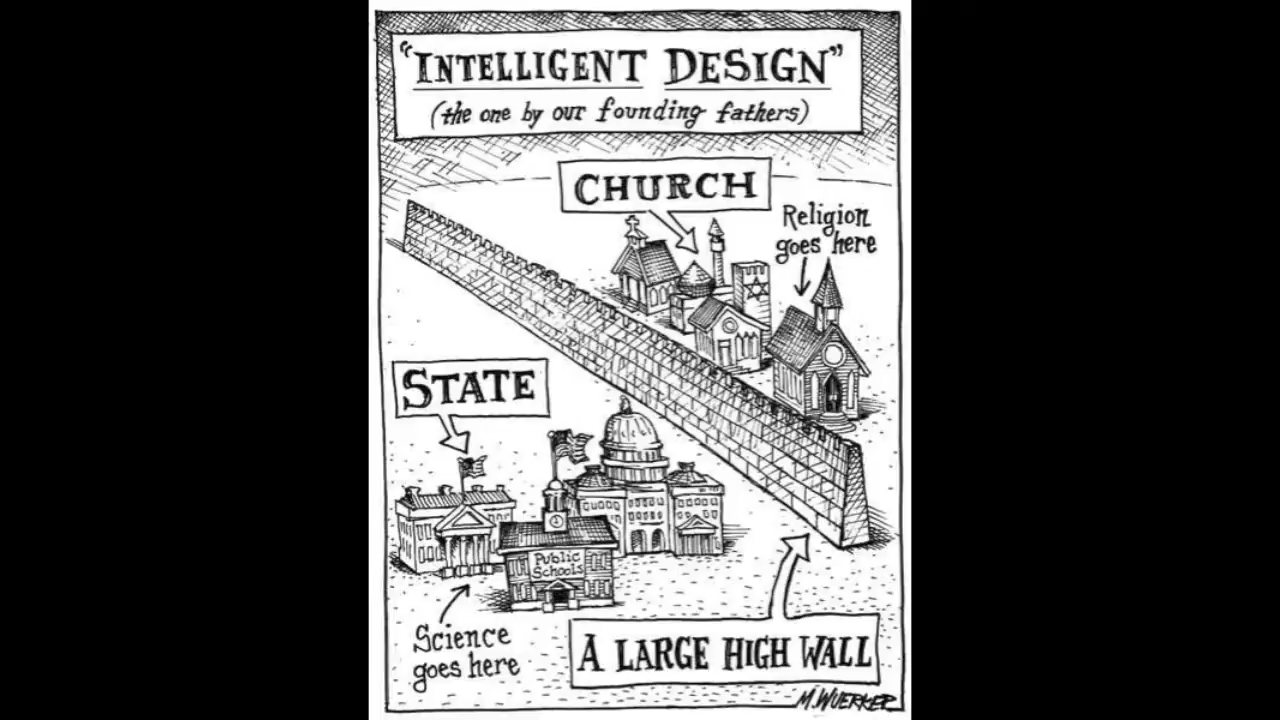 "INTELLIGENT DESIGN"
(the one by our founding fathers)
CHURCH
Religion
goes here
STATE
Public
Schools
Science
goes here
A LARGE HIGH WALL
M.WUERKER